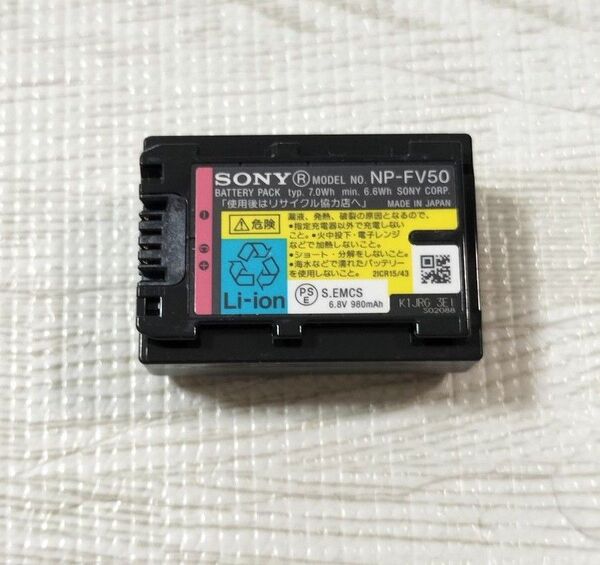 SONY® MODEL NO. NP-FV50
BATTERY PACK typ. 7.0Wh min. 6.6Wh SONY CORP.
「使用後はリサイクル協力店へ」 MADE IN JAPAN
⚠危険
漏液、発熱、破裂の原因となるので、
●指定充電器以外で充電しない
こと。●火中投下・電子レンジ
などで加熱しないこと。
●ショート・分解をしないこと。
●海水などで濡れたバッテリー
を使用しないこと。 2ICR15/43
Li-ion
PSE S.EMCS
6.8V 980mAh
K1JRG 3E1
S02088